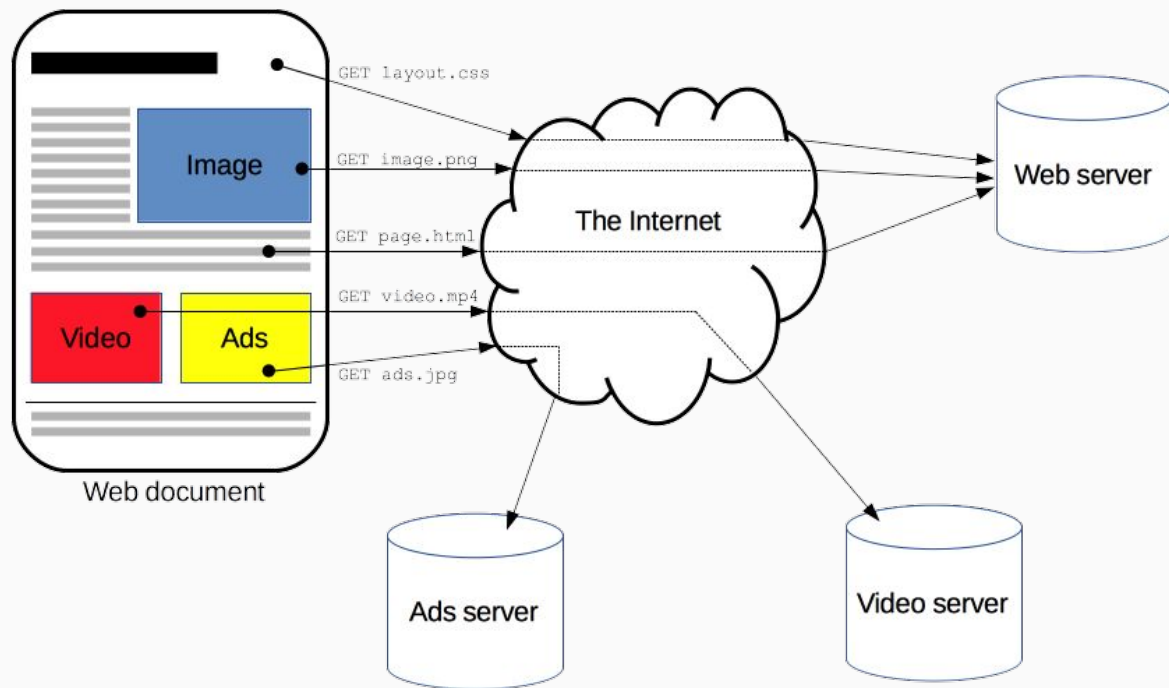 GET layout.css
Image
GET image.png
Web server
The Internet
GET page.html
GET video.mp4
Video
Ads
GET ads.jpg
Web document
Ads server
Video server